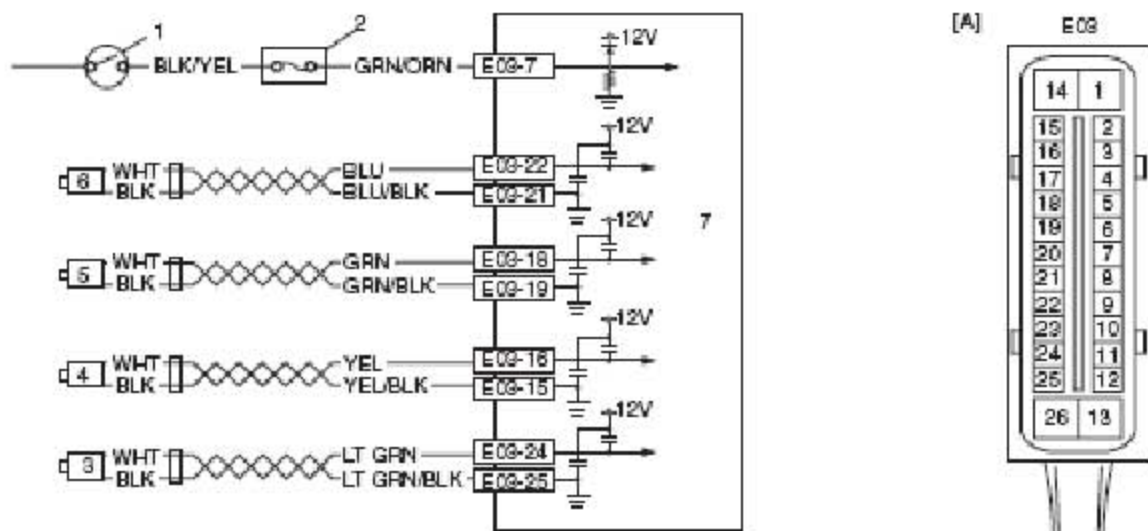 1 2
BLK/YEL GRN/ORN E03-7 12V
6 WHT BLU E03-22 12V
BLK BLU/BLK E03-21
7
5 WHT GRN E03-18 12V
BLK GRN/BLK E03-19
4 WHT YEL E03-16 12V
BLK YEL/BLK E03-15
3 WHT LT GRN E03-24 12V
BLK LT GRN/BLK E03-25
[A] E03
14 1
15 2
16 3
17 4
18 5
19 6
20 7
21 8
22 9
23 10
24 11
25 12
26 13